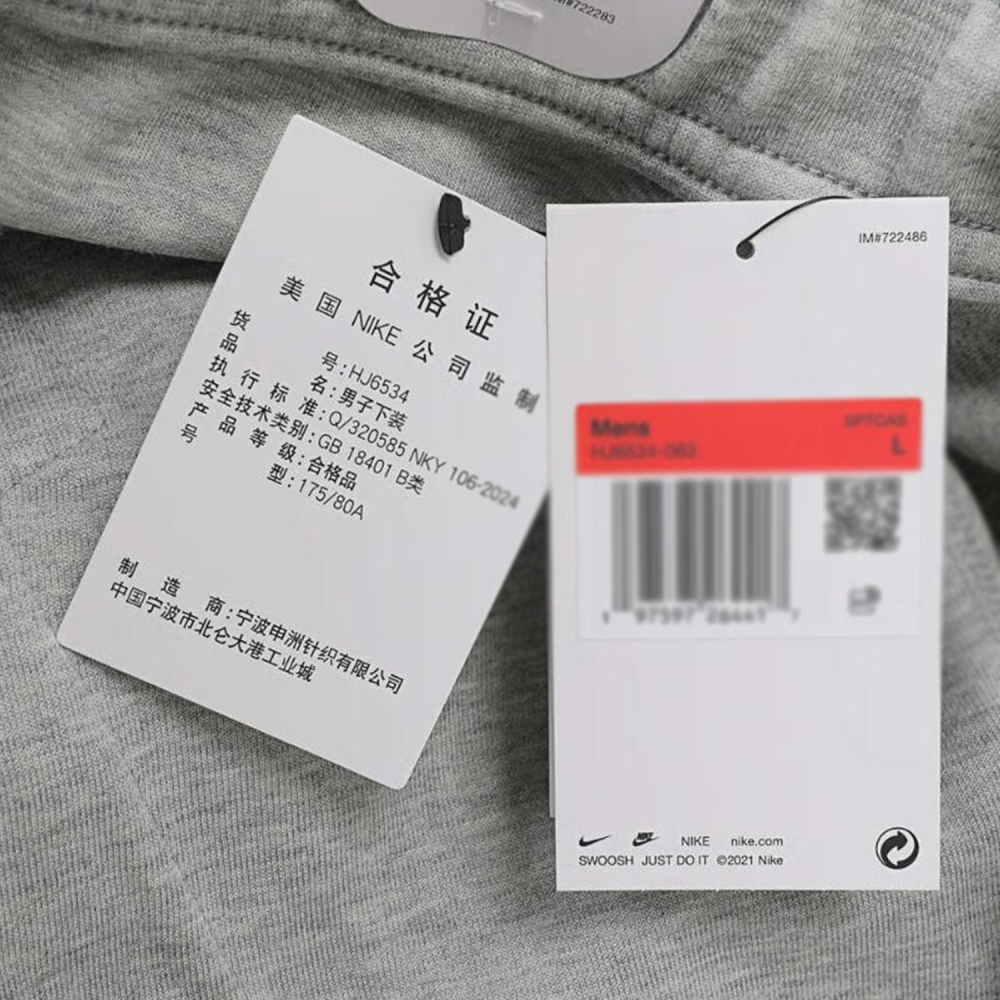 IM#722283
合格证
美国 NIKE 公司监制
货号:HJ6534
品名:男子下装
执行标准:Q/320585 NKY 106-2024
安全技术类别:GB 18401 B类
产品等级:合格品
号型:175/80A
制造商:宁波申洲针织有限公司
中国宁波市北仑大港工业城
IM#722486
Mens
SPTCAS
HJ6534-063
L
NIKE nike.com
SWOOSH JUST DO IT ©2021 Nike